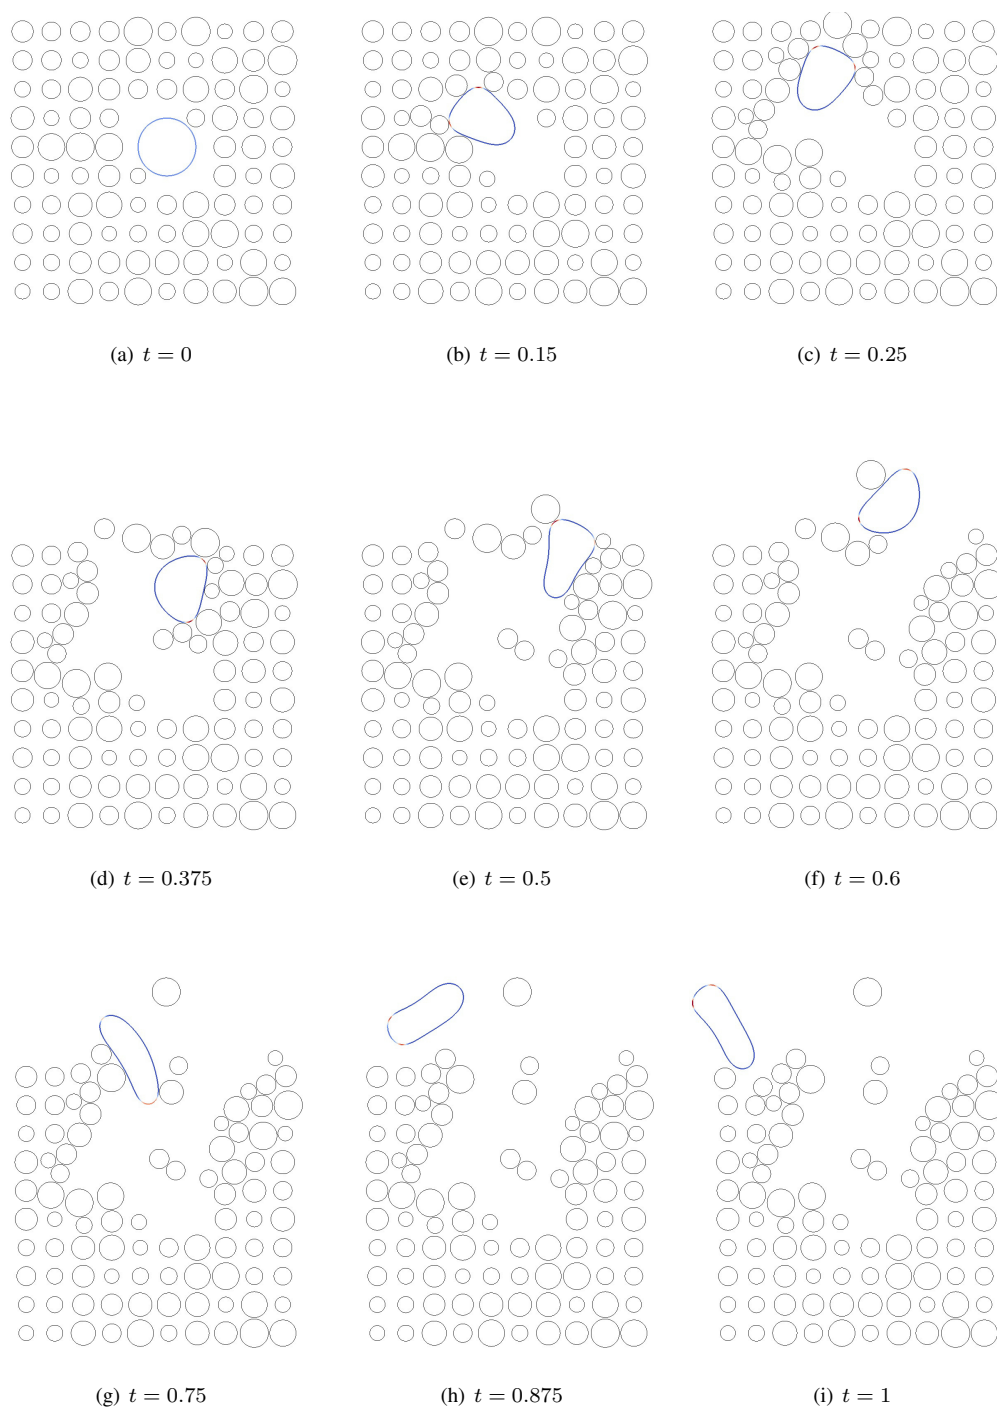 (a) t = 0
(b) t = 0.15
(c) t = 0.25
(d) t = 0.375
(e) t = 0.5
(f) t = 0.6
(g) t = 0.75
(h) t = 0.875
(i) t = 1